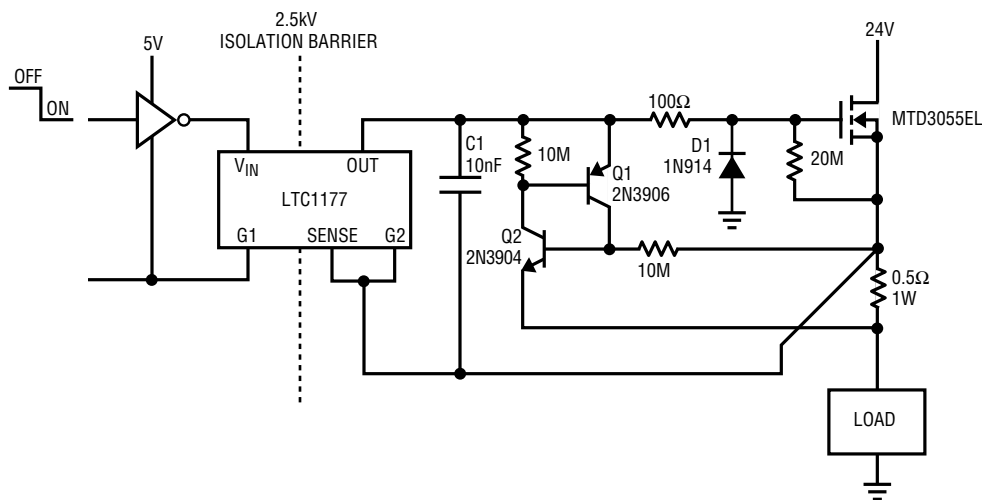 2.5kV
ISOLATION BARRIER
5V
24V
OFF
ON
100Ω
MTD3055EL
C1
10nF
10M
Q1
2N3906
D1
1N914
20M
VIN
OUT
LTC1177
G1
SENSE
G2
Q2
2N3904
10M
0.5Ω
1W
LOAD